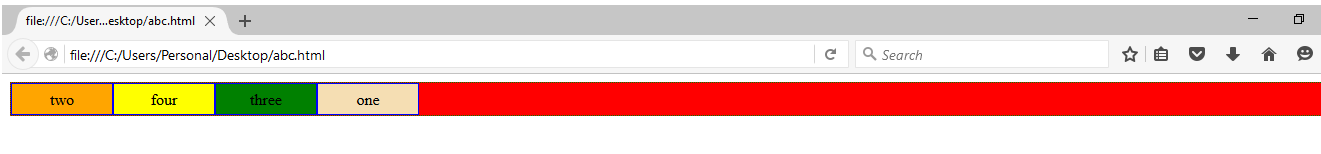 file:///C:/User...esktop/abc.html
file:///C:/Users/Personal/Desktop/abc.html
Search
two four three one